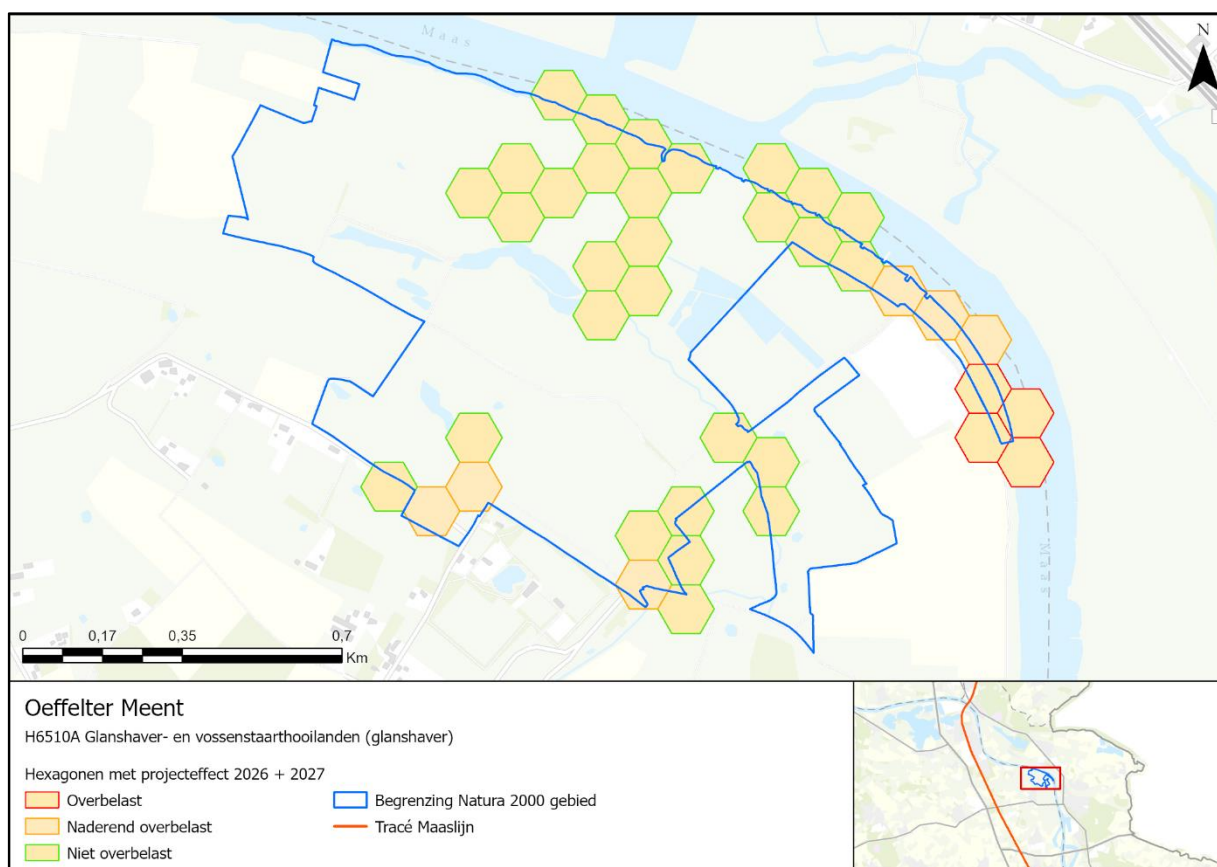 Maas
N
Maas
0 0,17 0,35 0,7
Km
Oeffelter Meent
H6510A Glanshaver- en vossenstaarthooilanden (glanshaver)
Hexagonen met projecteffect 2026 + 2027
Overbelast
Naderend overbelast
Niet overbelast
Begrenzing Natura 2000 gebied
Tracé Maaslijn